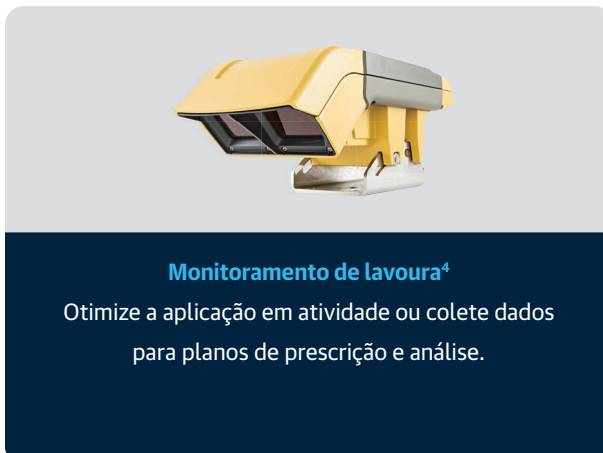 Monitoramento de lavoura⁴
Otimize a aplicação em atividade ou colete dados
para planos de prescrição e análise.